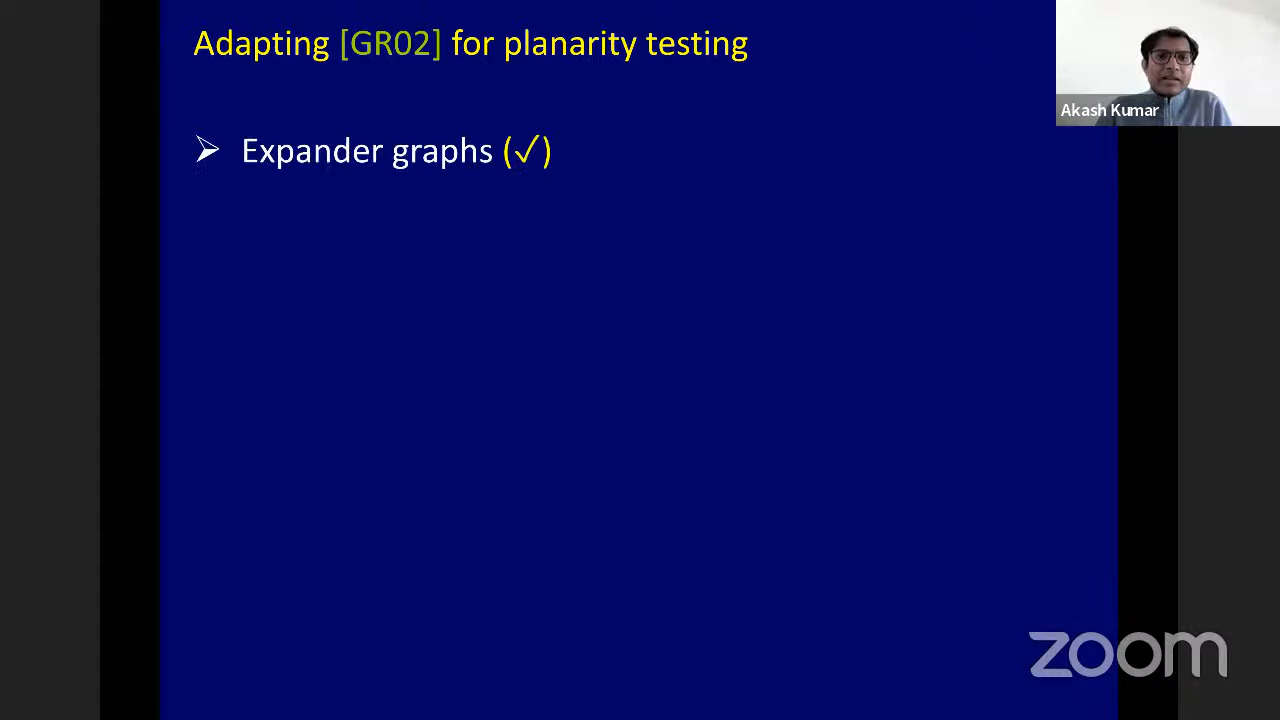 Adapting [GR02] for planarity testing
Akash Kumar
➢ Expander graphs (✓)
zoom